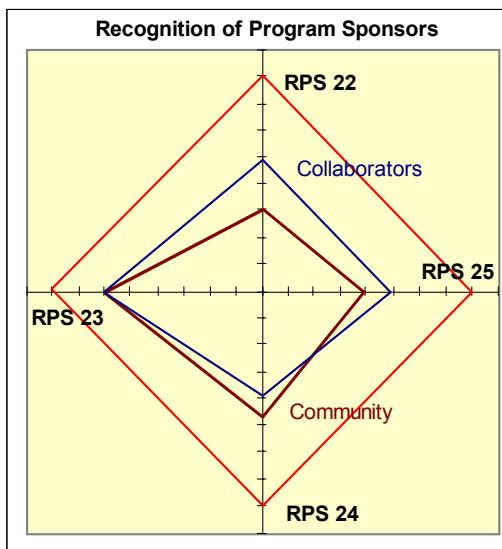 Recognition of Program Sponsors
RPS 22
Collaborators
RPS 25
RPS 23
Community
RPS 24